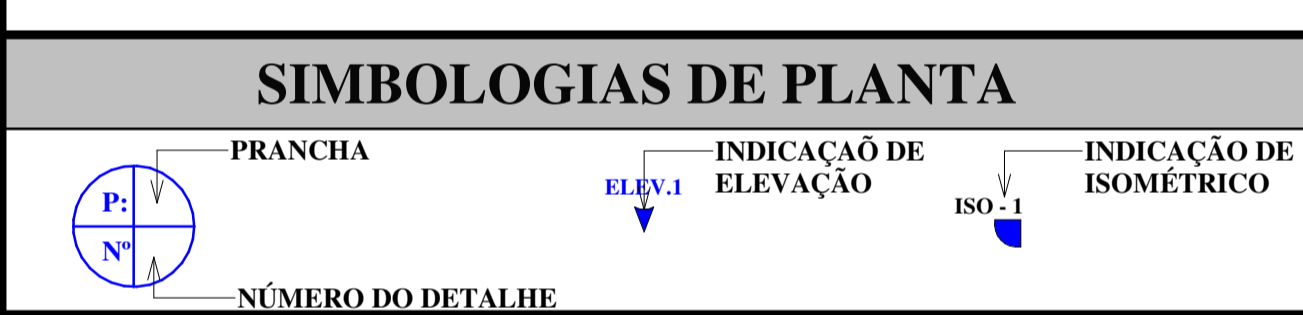 SIMBOLOGIAS DE PLANTA
PRANCHA
P:
Nº
NÚMERO DO DETALHE
INDICAÇAÕ DE
ELEVAÇÃO
ELEV.1
INDICAÇÃO DE
ISOMÉTRICO
ISO - 1